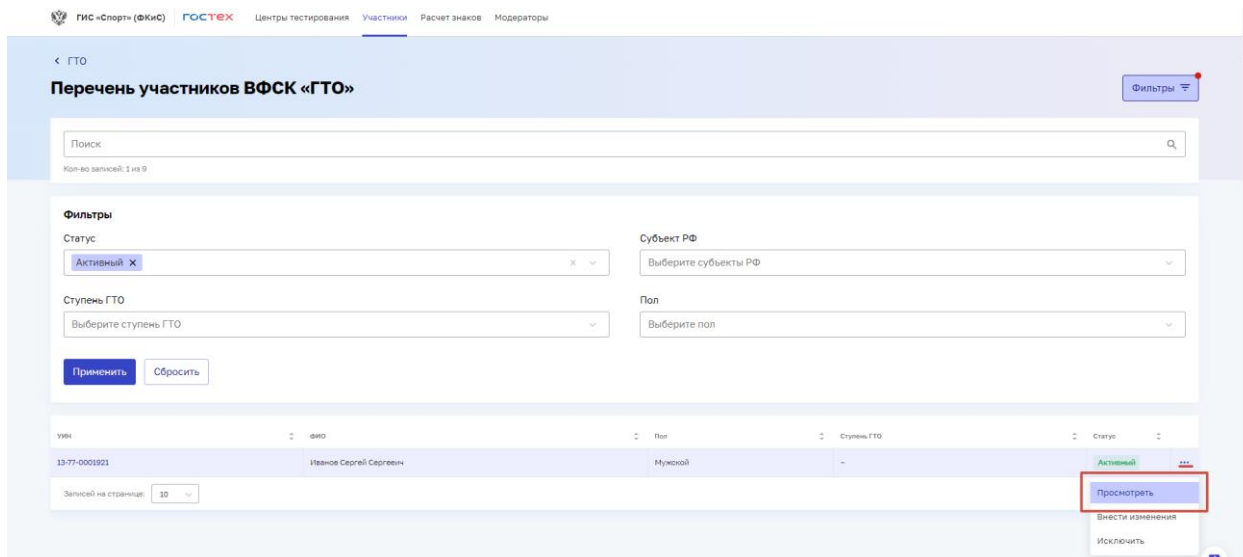 ГИС «Спорт» (ФКиС) ГОСТЕХ Центры тестирования Участники Расчет знаков Модераторы
‹ ГТО
Перечень участников ВФСК «ГТО»
Фильтры
Поиск
Кол-во записей: 1 из 9
Фильтры
Статус Субъект РФ
Активный × Выберите субъекты РФ
Ступень ГТО Пол
Выберите ступень ГТО Выберите пол
Применить Сбросить
УИН ФИО Пол Ступень ГТО Статус
13-77-0001921 Иванов Сергей Сергеевич Мужской – Активный ...
Записей на странице: 10 Просмотреть
Внести изменения
Исключить